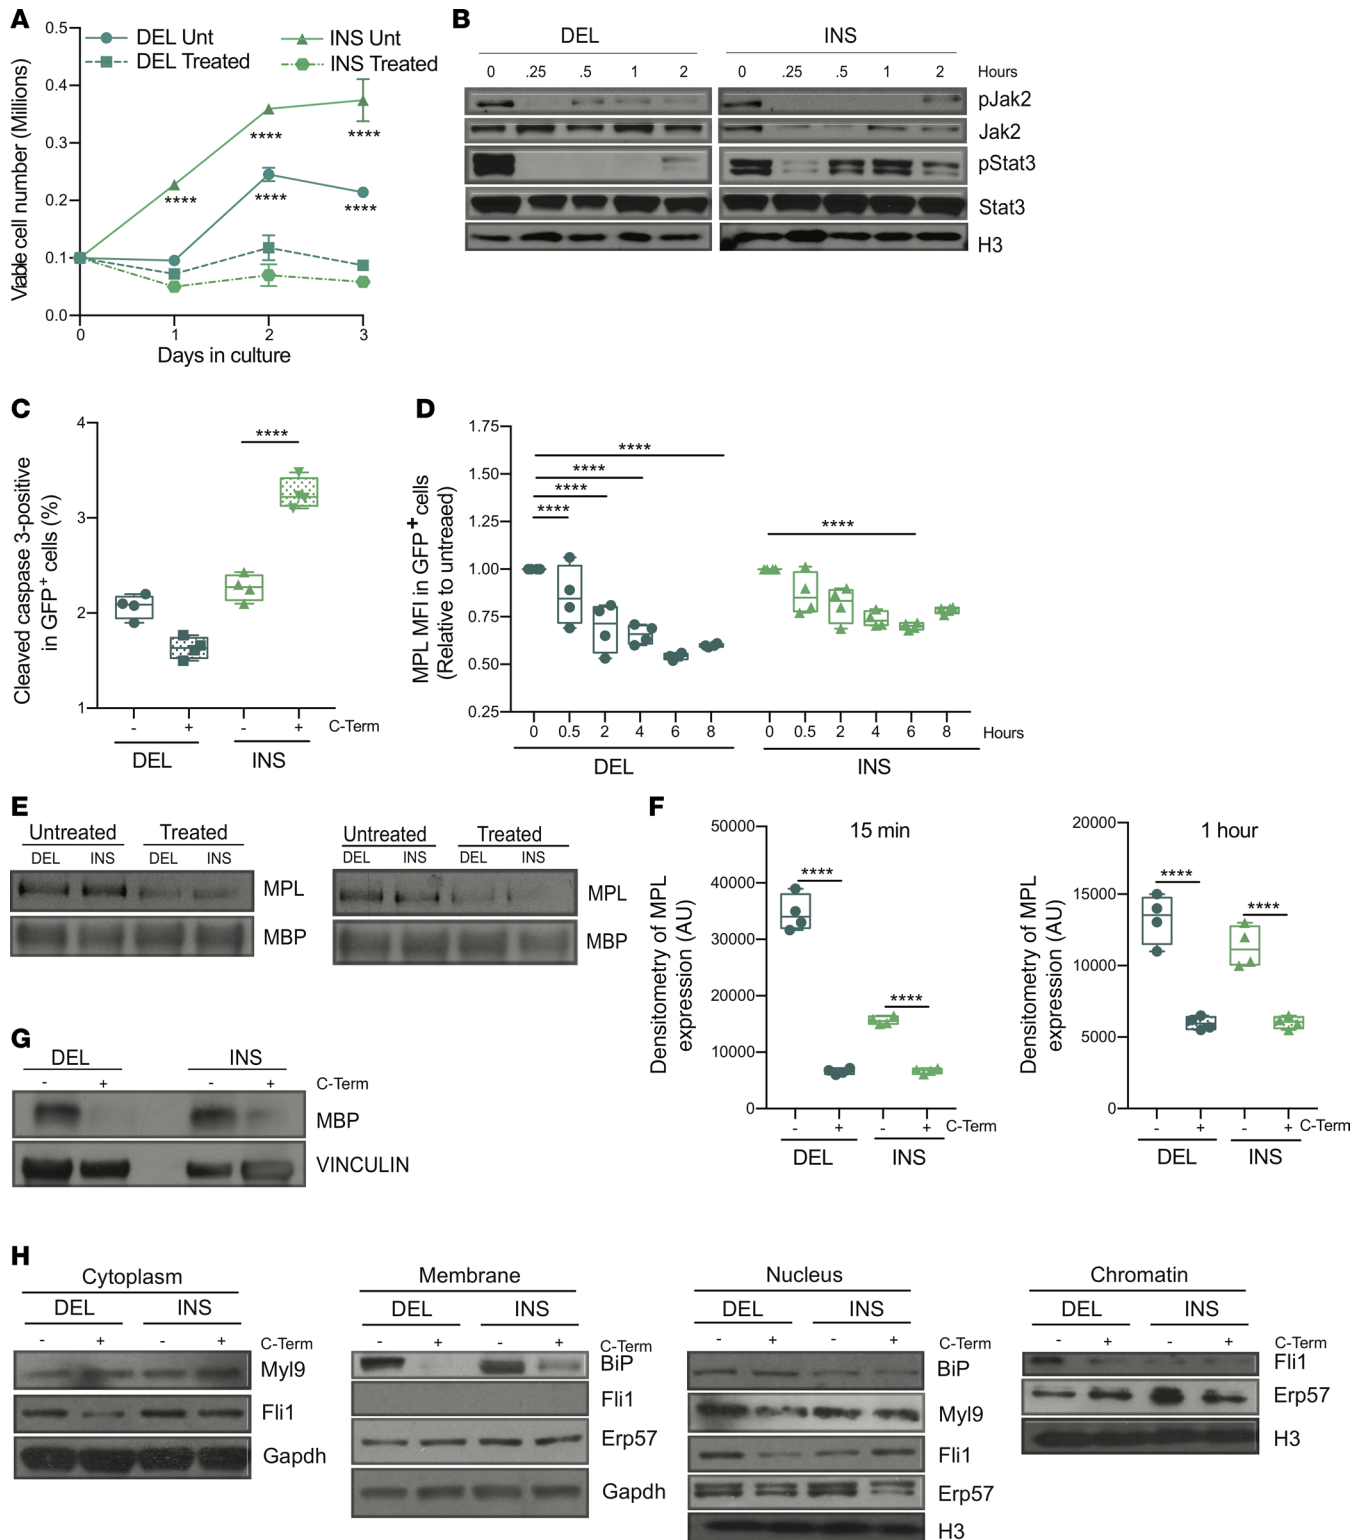 A
Viable cell number (Millions)
0.5
0.4
0.3
0.2
0.1
0.0
DEL Unt
INS Unt
DEL Treated
INS Treated
**** **** ****
**** ****
0 1 2 3
Days in culture
B
DEL INS
0 .25 .5 1 2 0 .25 .5 1 2 Hours
pJak2
Jak2
pStat3
Stat3
H3
C
Cleaved caspase 3-positive
in GFP+ cells (%)
4
3
2
1
****
- + - + C-Term
DEL INS
D
MPL MFI in GFP+ cells
(Relative to untreaed)
1.75
1.50
1.25
1.00
0.75
0.50
0.25
****
****
****
****
****
0 0.5 2 4 6 8 0 0.5 2 4 6 8 Hours
DEL INS
E
Untreated Treated
DEL INS DEL INS
MPL
MBP
Untreated Treated
DEL INS DEL INS
MPL
MBP
F
Densitometry of MPL
expression (AU)
50000
40000
30000
20000
10000
0
15 min
****
****
- + - + C-Term
DEL INS
Densitometry of MPL
expression (AU)
20000
15000
10000
5000
0
1 hour
****
****
- + - + C-Term
DEL INS
G
DEL INS
- + - + C-Term
MBP
VINCULIN
H
Cytoplasm
DEL INS
- + - + C-Term
Myl9
Fli1
Gapdh
Membrane
DEL INS
- + - + C-Term
BiP
Fli1
Erp57
Gapdh
Nucleus
DEL INS
- + - + C-Term
BiP
Myl9
Fli1
Erp57
H3
Chromatin
DEL INS
- + - + C-Term
Fli1
Erp57
H3